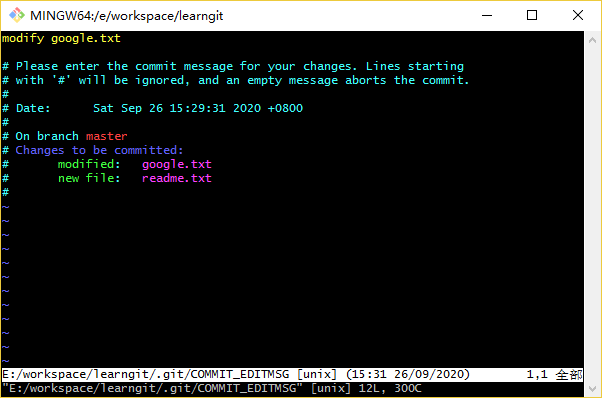 MINGW64:/e/workspace/learngit
modify google.txt
# Please enter the commit message for your changes. Lines starting
# with '#' will be ignored, and an empty message aborts the commit.
#
# Date:      Sat Sep 26 15:29:31 2020 +0800
#
# On branch master
# Changes to be committed:
#       modified:   google.txt
#       new file:   readme.txt
#
~
~
~
~
~
~
~
~
~
~
~
~
E:/workspace/learngit/.git/COMMIT_EDITMSG [unix] (15:31 26/09/2020)        1,1 全部
"E:/workspace/learngit/.git/COMMIT_EDITMSG" [unix] 12L, 300C